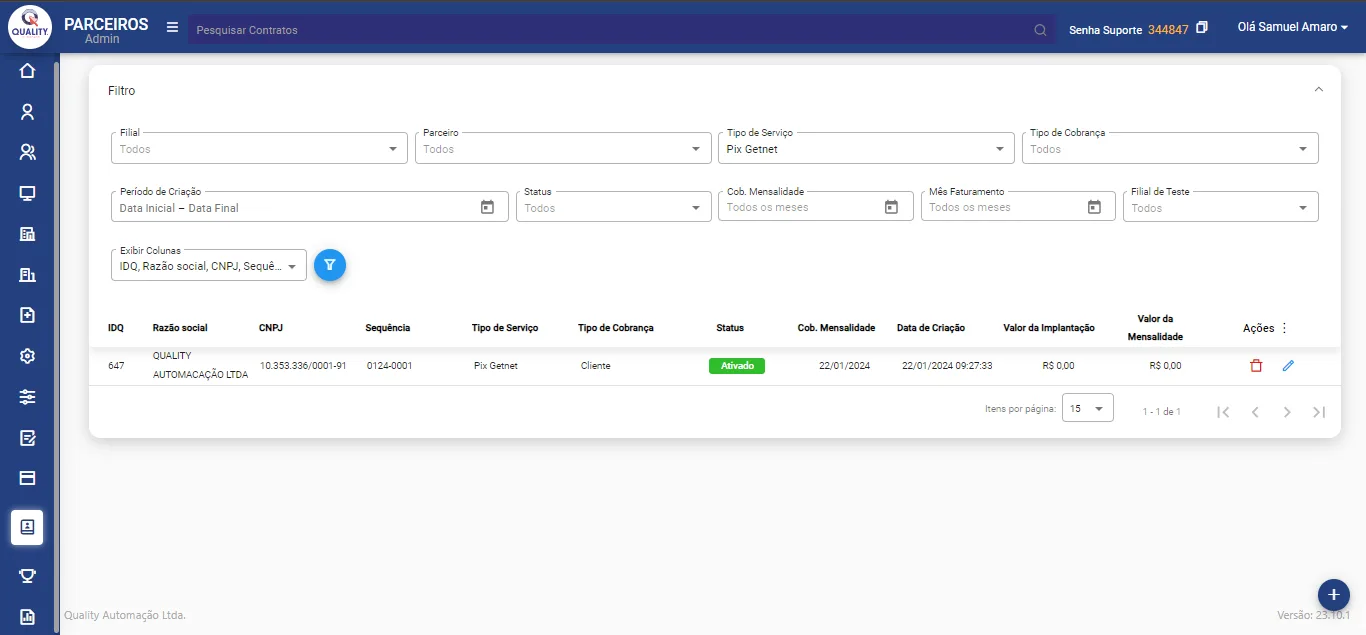 QUALITY
PARCEIROS
Admin
Pesquisar Contratos
Senha Suporte 344847
Olá Samuel Amaro
Filtro
Filial
Todos
Parceiro
Todos
Tipo de Serviço
Pix Getnet
Tipo de Cobrança
Todos
Período de Criação
Data Inicial – Data Final
Status
Todos
Cob. Mensalidade
Todos os meses
Mês Faturamento
Todos os meses
Filial de Teste
Todos
Exibir Colunas
IDQ, Razão social, CNPJ, Sequê...
IDQ Razão social CNPJ Sequência Tipo de Serviço Tipo de Cobrança Status Cob. Mensalidade Data de Criação Valor da Implantação Valor da Mensalidade Ações
647 QUALITY AUTOMACAÇÃO LTDA 10.353.336/0001-91 0124-0001 Pix Getnet Cliente Ativado 22/01/2024 22/01/2024 09:27:33 R$ 0,00 R$ 0,00
Itens por página: 15 1 - 1 de 1
Quality Automação Ltda.
Versão: 23.10.1